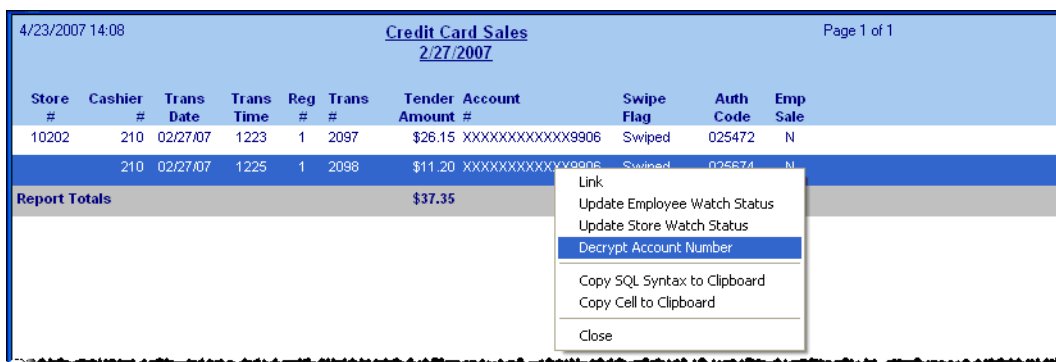 4/23/2007 14:08 Credit Card Sales Page 1 of 1
2/27/2007
Store Cashier Trans Trans Reg Trans Tender Account Swipe Auth Emp
# # Date Time # # Amount # Flag Code Sale
10202 210 02/27/07 1223 1 2097 $26.15 XXXXXXXXXXXX9906 Swiped 025472 N
210 02/27/07 1225 1 2098 $11.20 XXXXXXXXXXXX9906 Swiped 025674 N
Report Totals $37.35
Link
Update Employee Watch Status
Update Store Watch Status
Decrypt Account Number
Copy SQL Syntax to Clipboard
Copy Cell to Clipboard
Close